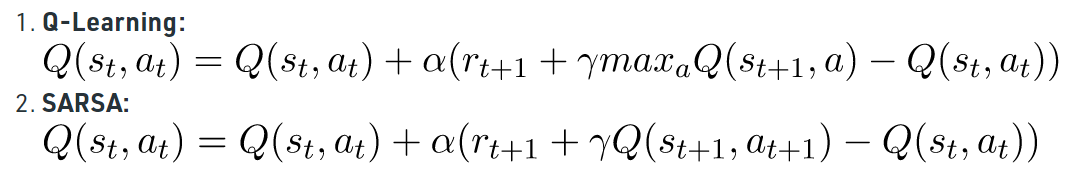 1. Q-Learning:
Q(s_t, a_t) = Q(s_t, a_t) + α(r_{t+1} + γmax_aQ(s_{t+1}, a) − Q(s_t, a_t))
2. SARSA:
Q(s_t, a_t) = Q(s_t, a_t) + α(r_{t+1} + γQ(s_{t+1}, a_{t+1}) − Q(s_t, a_t))